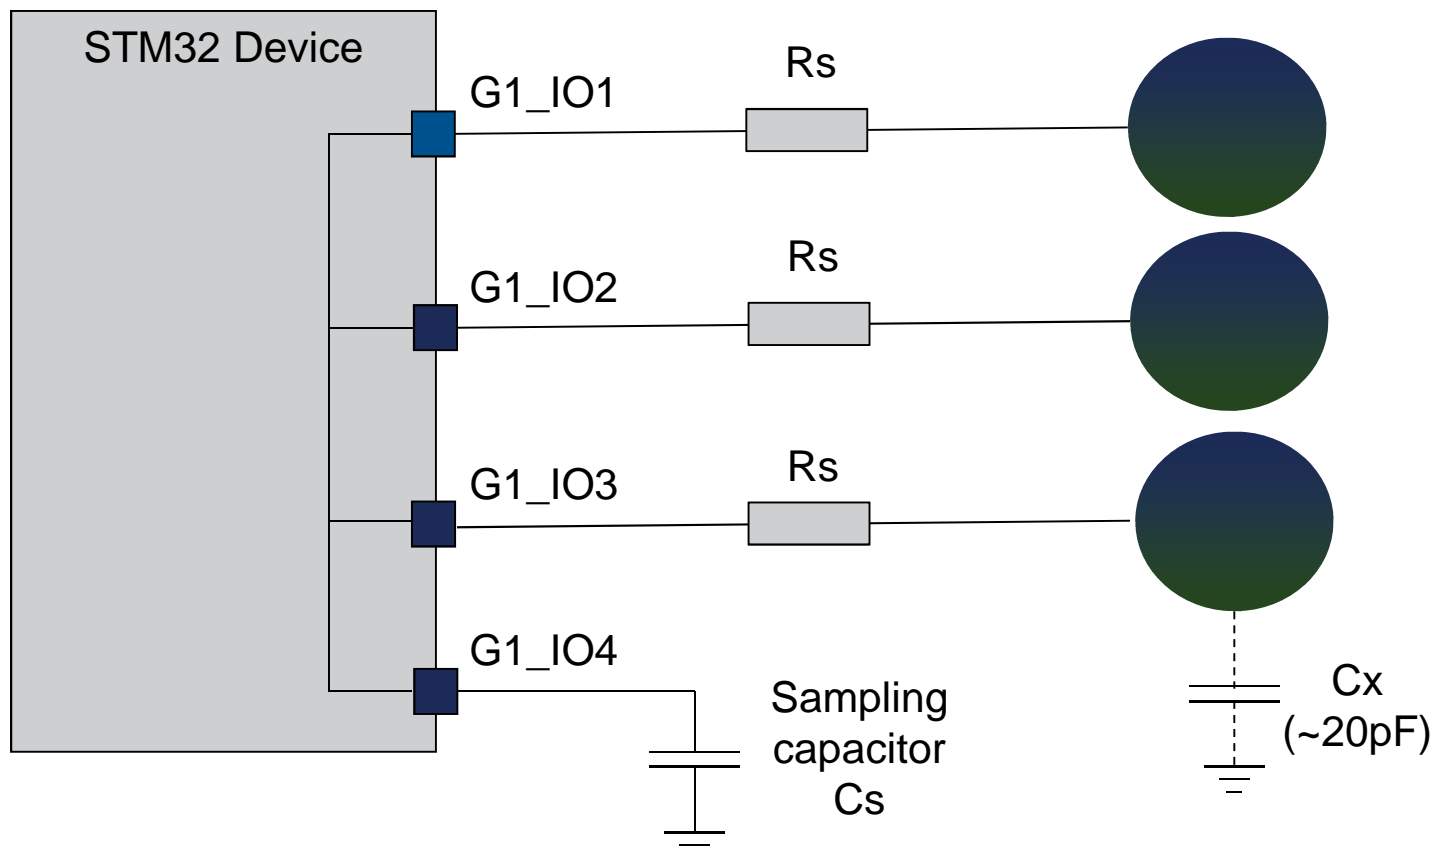 STM32 Device
G1_IO1
Rs
G1_IO2
Rs
G1_IO3
Rs
G1_IO4
Sampling
capacitor
Cs
Cx
(~20pF)